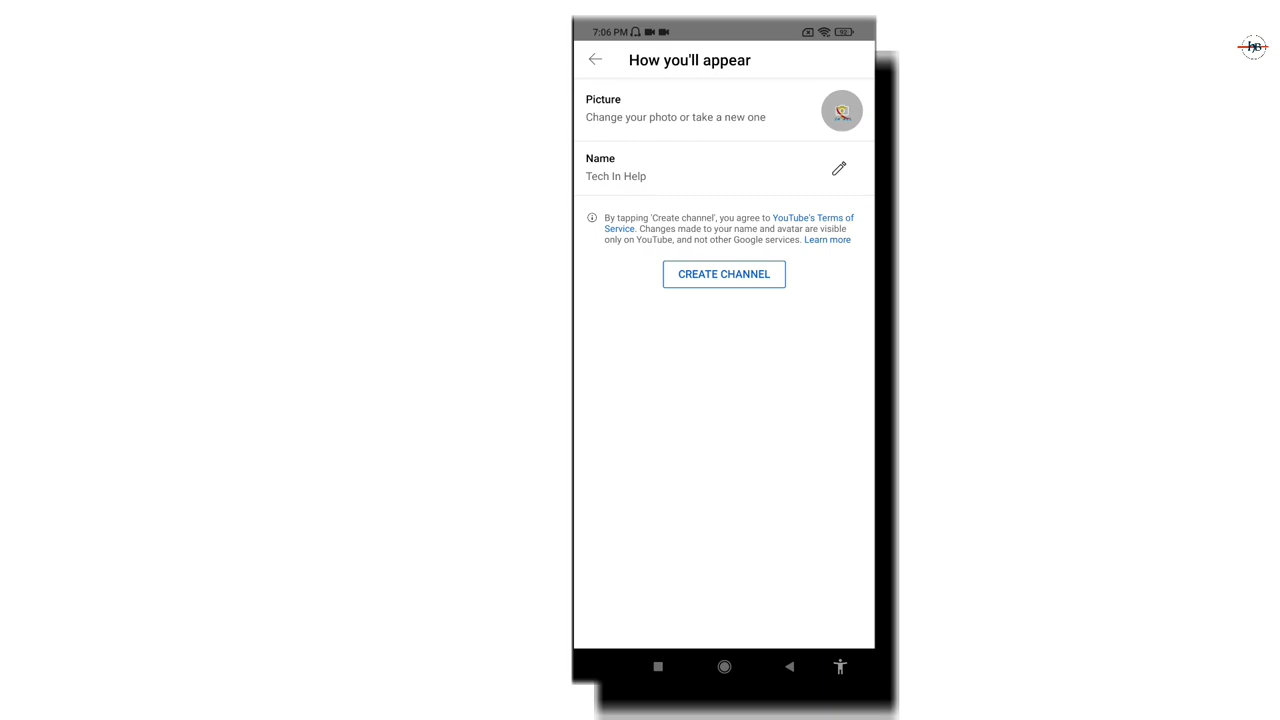 7:06 PM
92
How you'll appear
Picture
Change your photo or take a new one
Name
Tech In Help
By tapping 'Create channel', you agree to YouTube's Terms of
Service. Changes made to your name and avatar are visible
only on YouTube, and not other Google services. Learn more
CREATE CHANNEL